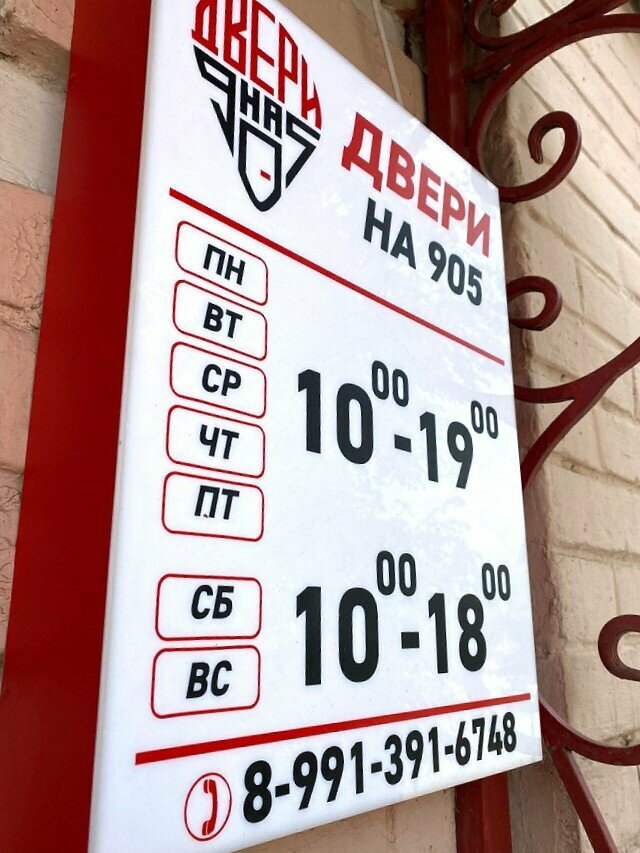 ДВЕРИ
НА
905
ДВЕРИ
НА 905
ПН
ВТ
СР
ЧТ
ПТ
10⁰⁰-19⁰⁰
СБ
ВС
10⁰⁰-18⁰⁰
8-991-391-6748